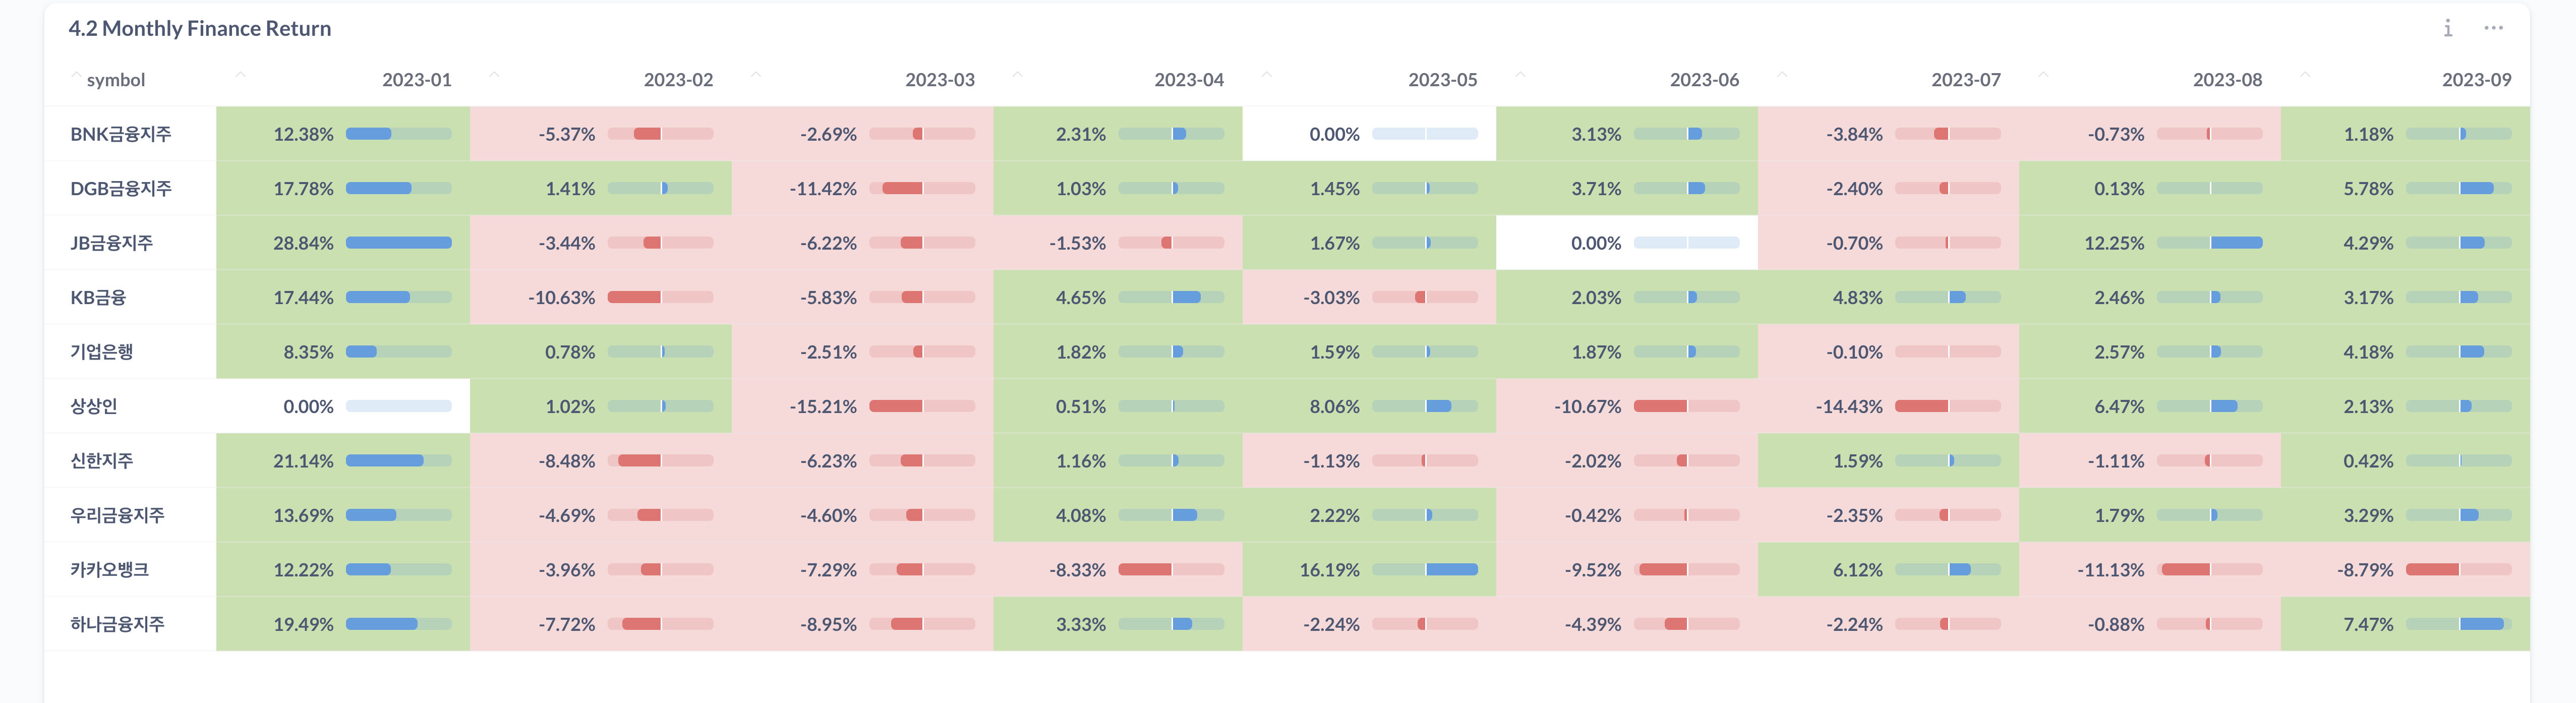 4.2 Monthly Finance Return
symbol 2023-01 2023-02 2023-03 2023-04 2023-05 2023-06 2023-07 2023-08 2023-09
BNK금융지주 12.38% -5.37% -2.69% 2.31% 0.00% 3.13% -3.84% -0.73% 1.18%
DGB금융지주 17.78% 1.41% -11.42% 1.03% 1.45% 3.71% -2.40% 0.13% 5.78%
JB금융지주 28.84% -3.44% -6.22% -1.53% 1.67% 0.00% -0.70% 12.25% 4.29%
KB금융 17.44% -10.63% -5.83% 4.65% -3.03% 2.03% 4.83% 2.46% 3.17%
기업은행 8.35% 0.78% -2.51% 1.82% 1.59% 1.87% -0.10% 2.57% 4.18%
상상인 0.00% 1.02% -15.21% 0.51% 8.06% -10.67% -14.43% 6.47% 2.13%
신한지주 21.14% -8.48% -6.23% 1.16% -1.13% -2.02% 1.59% -1.11% 0.42%
우리금융지주 13.69% -4.69% -4.60% 4.08% 2.22% -0.42% -2.35% 1.79% 3.29%
카카오뱅크 12.22% -3.96% -7.29% -8.33% 16.19% -9.52% 6.12% -11.13% -8.79%
하나금융지주 19.49% -7.72% -8.95% 3.33% -2.24% -4.39% -2.24% -0.88% 7.47%